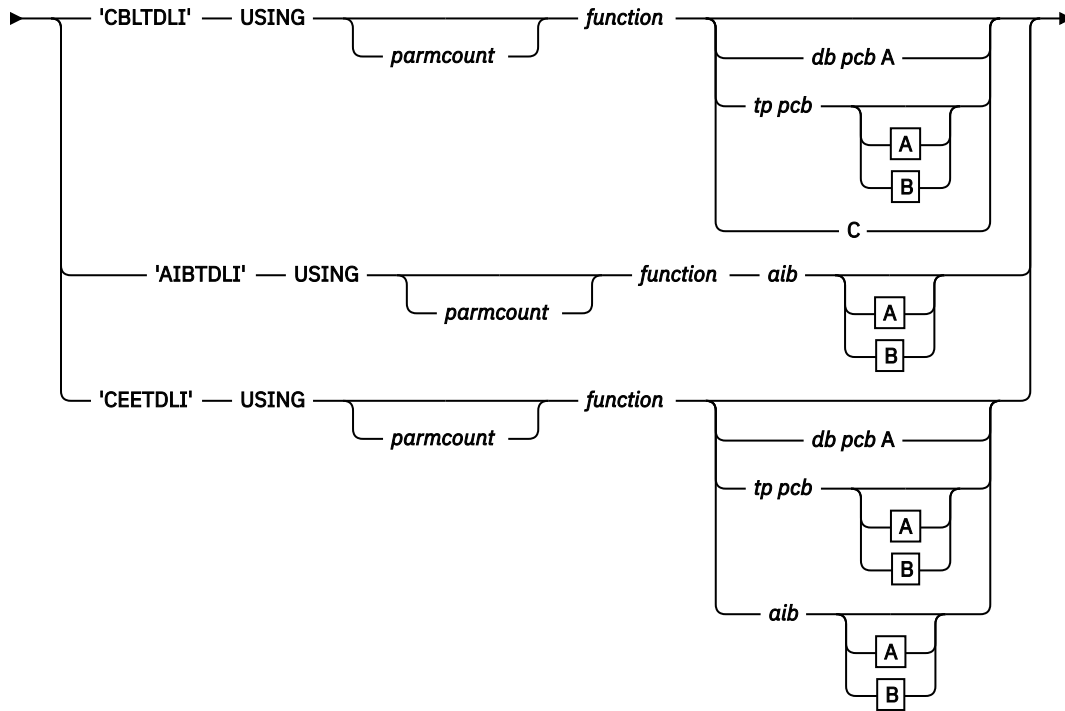 'CBLTDLI' USING function
parmcount
db pcb A
tp pcb
A
B
C
'AIBTDLI' USING function aib
parmcount
A
B
'CEETDLI' USING function
parmcount
db pcb A
tp pcb
A
B
aib
A
B